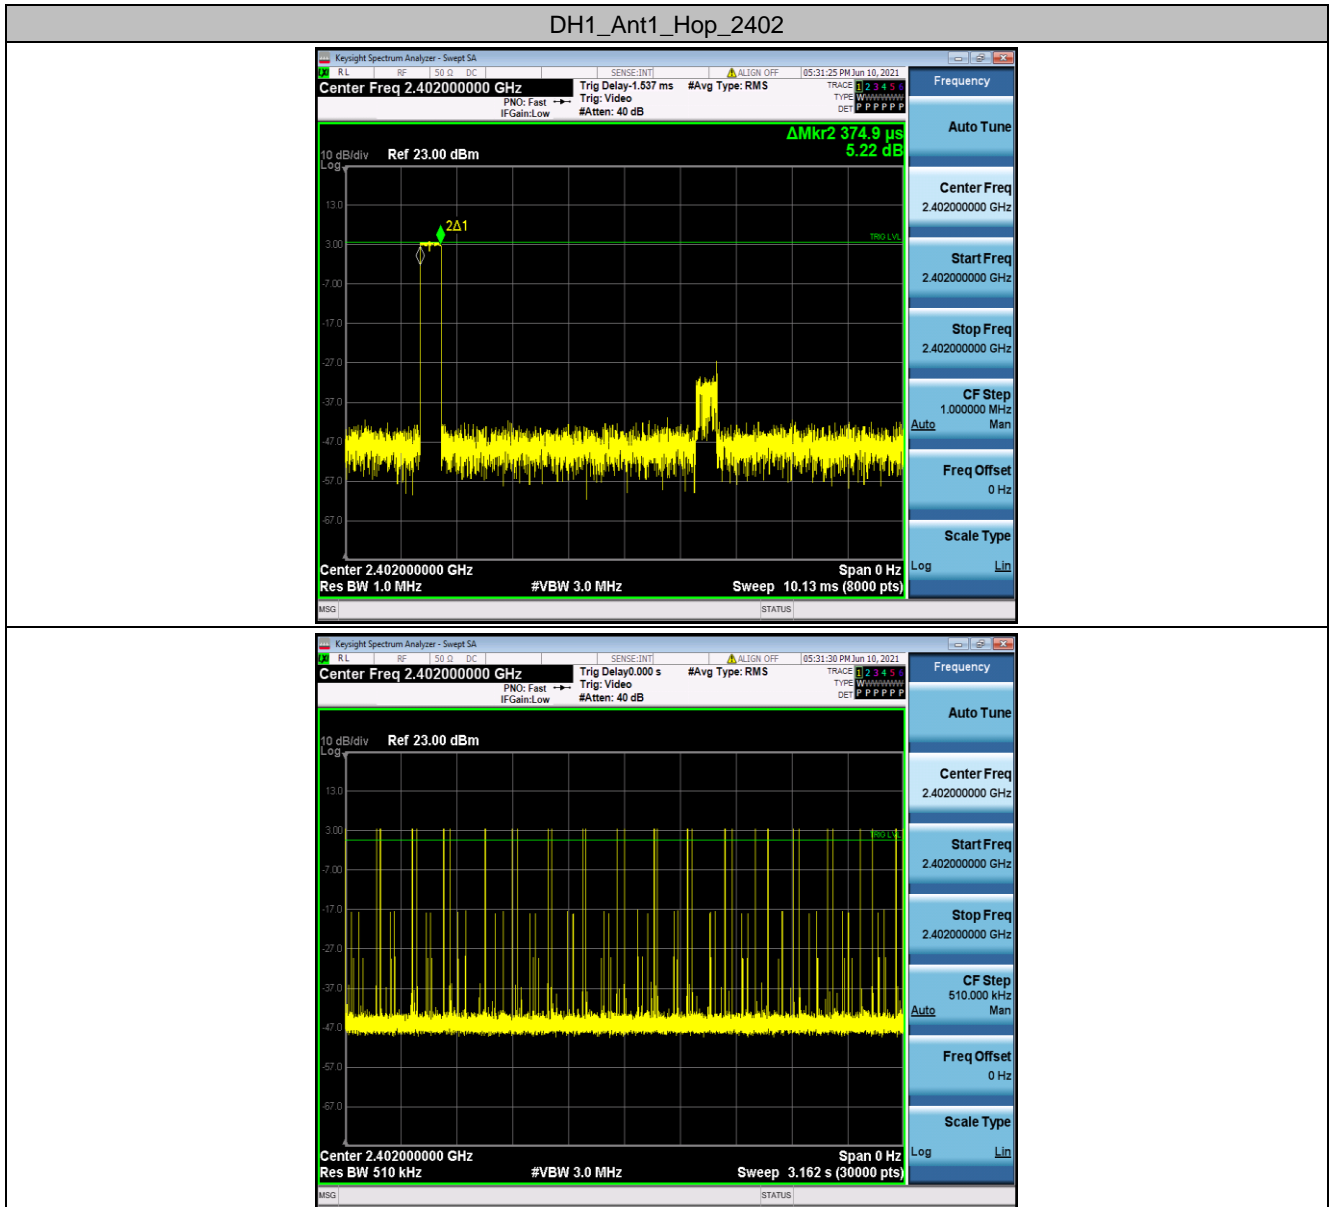 DH1_Ant1_Hop_2402
Keysight Spectrum Analyzer - Swept SA
RL RF 50 Ω DC SENSE:INT ALIGN OFF 05:31:25 PM Jun 10, 2021
Center Freq 2.402000000 GHz
PNO: Fast
IFGain:Low
Trig Delay-1.537 ms
Trig: Video
#Atten: 40 dB
#Avg Type: RMS
TRACE 1 2 3 4 5 6
TYPE WWWWWW
DET P P P P P P
ΔMkr2 374.9 µs
5.22 dB
10 dB/div
Log
Ref 23.00 dBm
13.0
3.00
-7.00
-17.0
-27.0
-37.0
-47.0
-57.0
-67.0
2Δ1
TRIG LVL
Center 2.402000000 GHz
Span 0 Hz
Res BW 1.0 MHz
#VBW 3.0 MHz
Sweep 10.13 ms (8000 pts)
MSG
STATUS
Frequency
Auto Tune
Center Freq
2.402000000 GHz
Start Freq
2.402000000 GHz
Stop Freq
2.402000000 GHz
CF Step
1.000000 MHz
Auto Man
Freq Offset
0 Hz
Scale Type
Log Lin
Keysight Spectrum Analyzer - Swept SA
RL RF 50 Ω DC SENSE:INT ALIGN OFF 05:31:30 PM Jun 10, 2021
Center Freq 2.402000000 GHz
PNO: Fast
IFGain:Low
Trig Delay0.000 s
Trig: Video
#Atten: 40 dB
#Avg Type: RMS
TRACE 1 2 3 4 5 6
TYPE WWWWWW
DET P P P P P P
10 dB/div
Log
Ref 23.00 dBm
13.0
3.00
-7.00
-17.0
-27.0
-37.0
-47.0
-57.0
-67.0
TRIG LVL
Center 2.402000000 GHz
Span 0 Hz
Res BW 510 kHz
#VBW 3.0 MHz
Sweep 3.162 s (30000 pts)
MSG
STATUS
Frequency
Auto Tune
Center Freq
2.402000000 GHz
Start Freq
2.402000000 GHz
Stop Freq
2.402000000 GHz
CF Step
510.000 kHz
Auto Man
Freq Offset
0 Hz
Scale Type
Log Lin